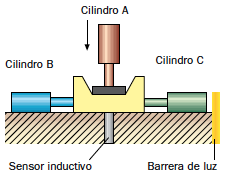 Cilindro A
Cilindro B
Cilindro C
Sensor inductivo
Barrera de luz